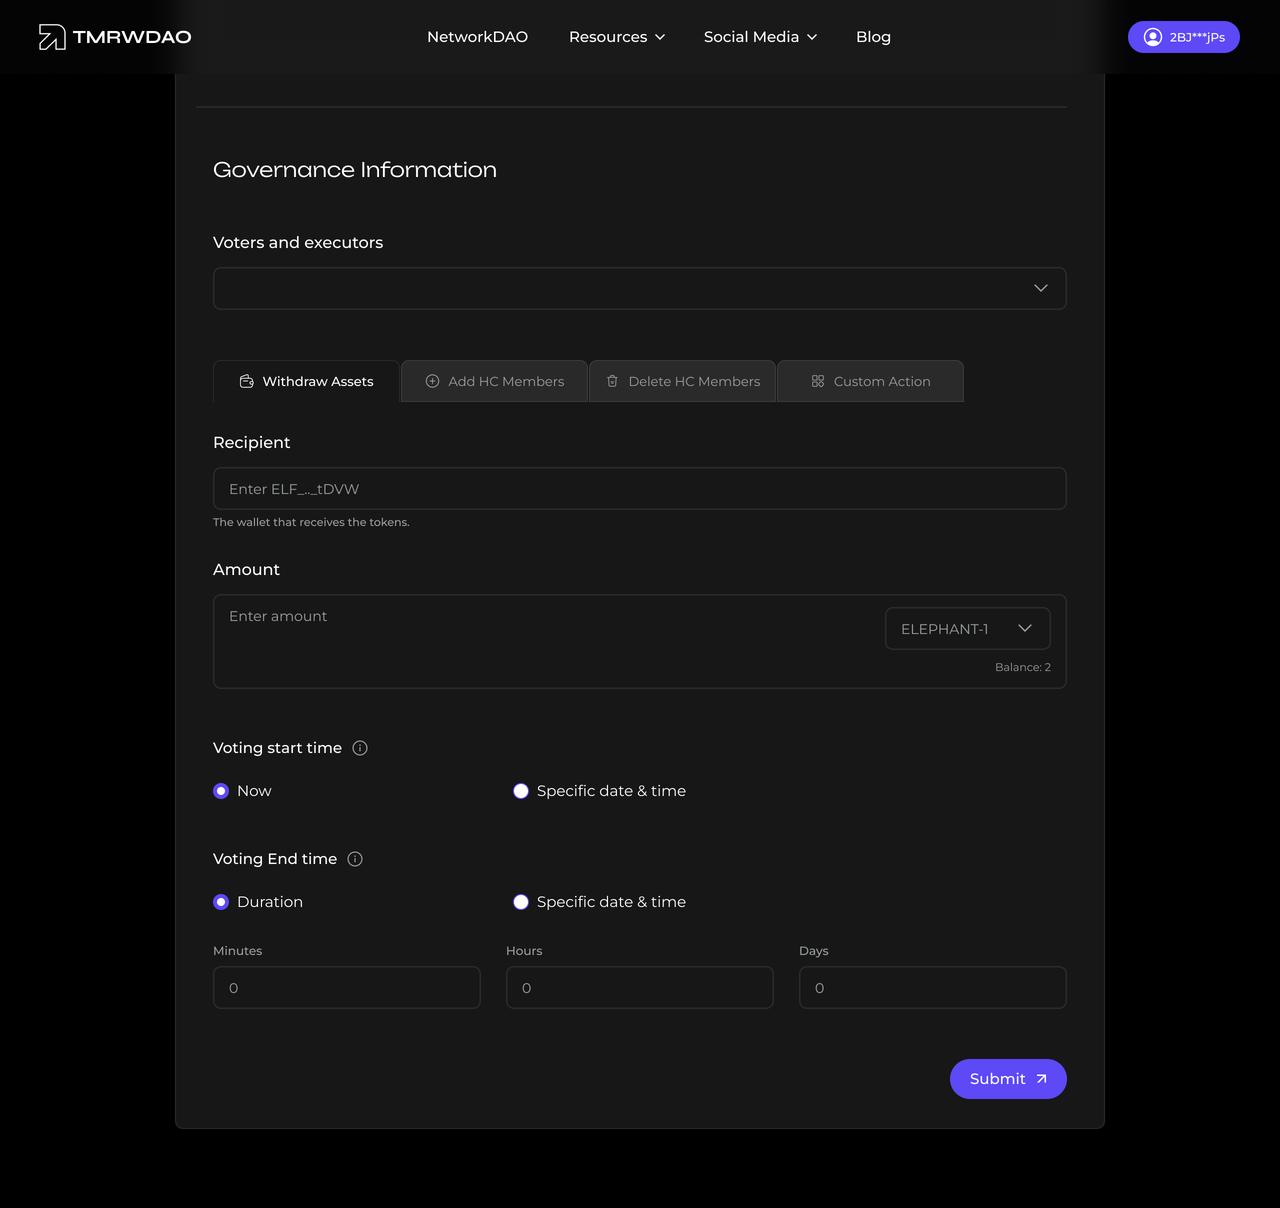 TMRWDAO NetworkDAO Resources Social Media Blog 2BJ***jPs
Governance Information
Voters and executors
Withdraw Assets Add HC Members Delete HC Members Custom Action
Recipient
Enter ELF_.._tDVW
The wallet that receives the tokens.
Amount
Enter amount ELEPHANT-1
Balance: 2
Voting start time
Now Specific date & time
Voting End time
Duration Specific date & time
Minutes Hours Days
0 0 0
Submit